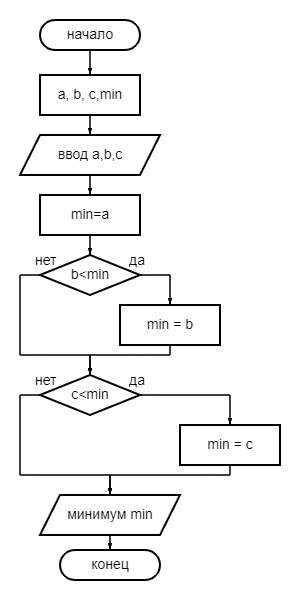 начало
a, b, c,min
ввод a,b,c
min=a
нет
да
b<min
min = b
нет
да
c<min
min = c
минимум min
конец